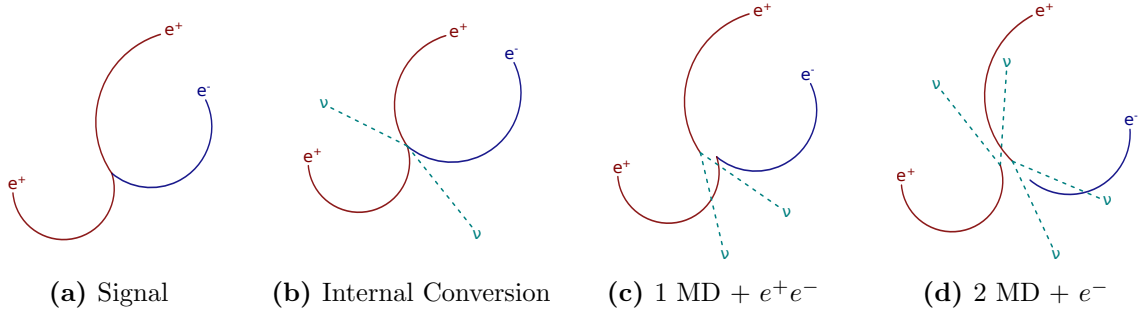 e⁺
e⁻
e⁺
(a) Signal
e⁺
e⁻
ν
e⁺
ν
(b) Internal Conversion
e⁺
e⁻
e⁺
ν
ν
(c) 1 MD + e⁺e⁻
e⁺
ν
ν
e⁻
e⁺
ν
ν
(d) 2 MD + e⁻